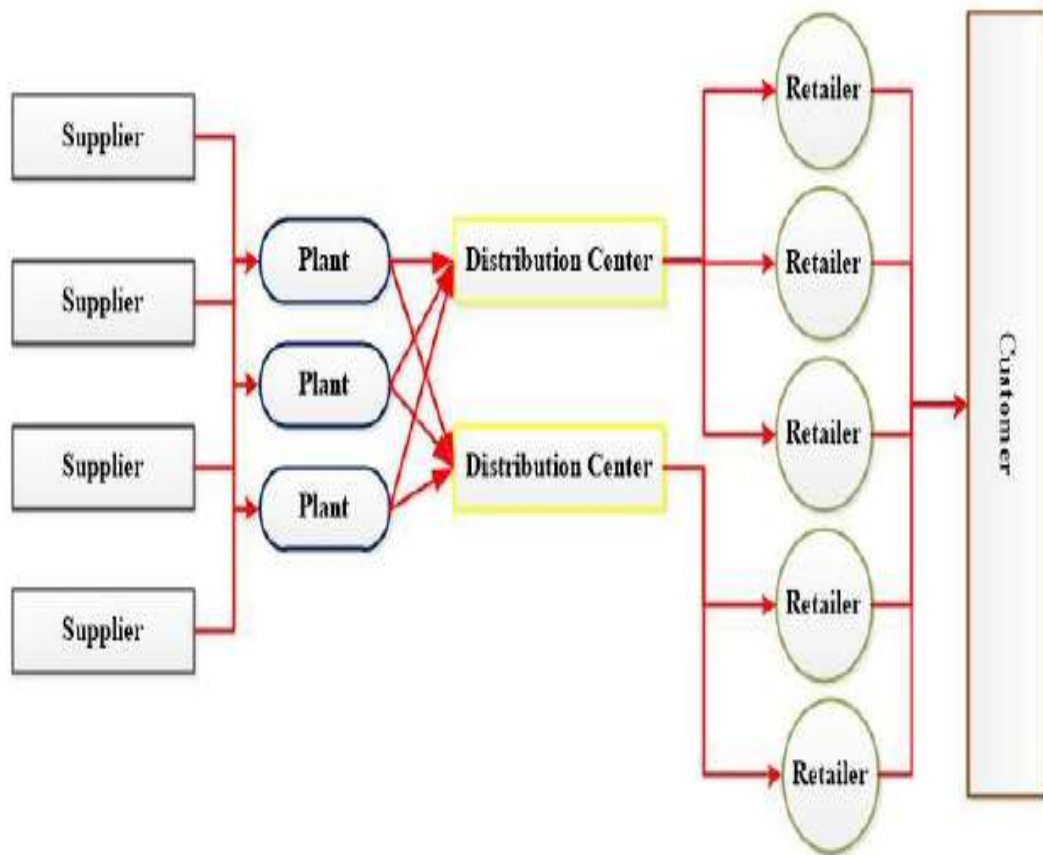 Supplier
Supplier
Supplier
Supplier
Plant
Plant
Plant
Distribution Center
Distribution Center
Retailer
Retailer
Retailer
Retailer
Retailer
Customer